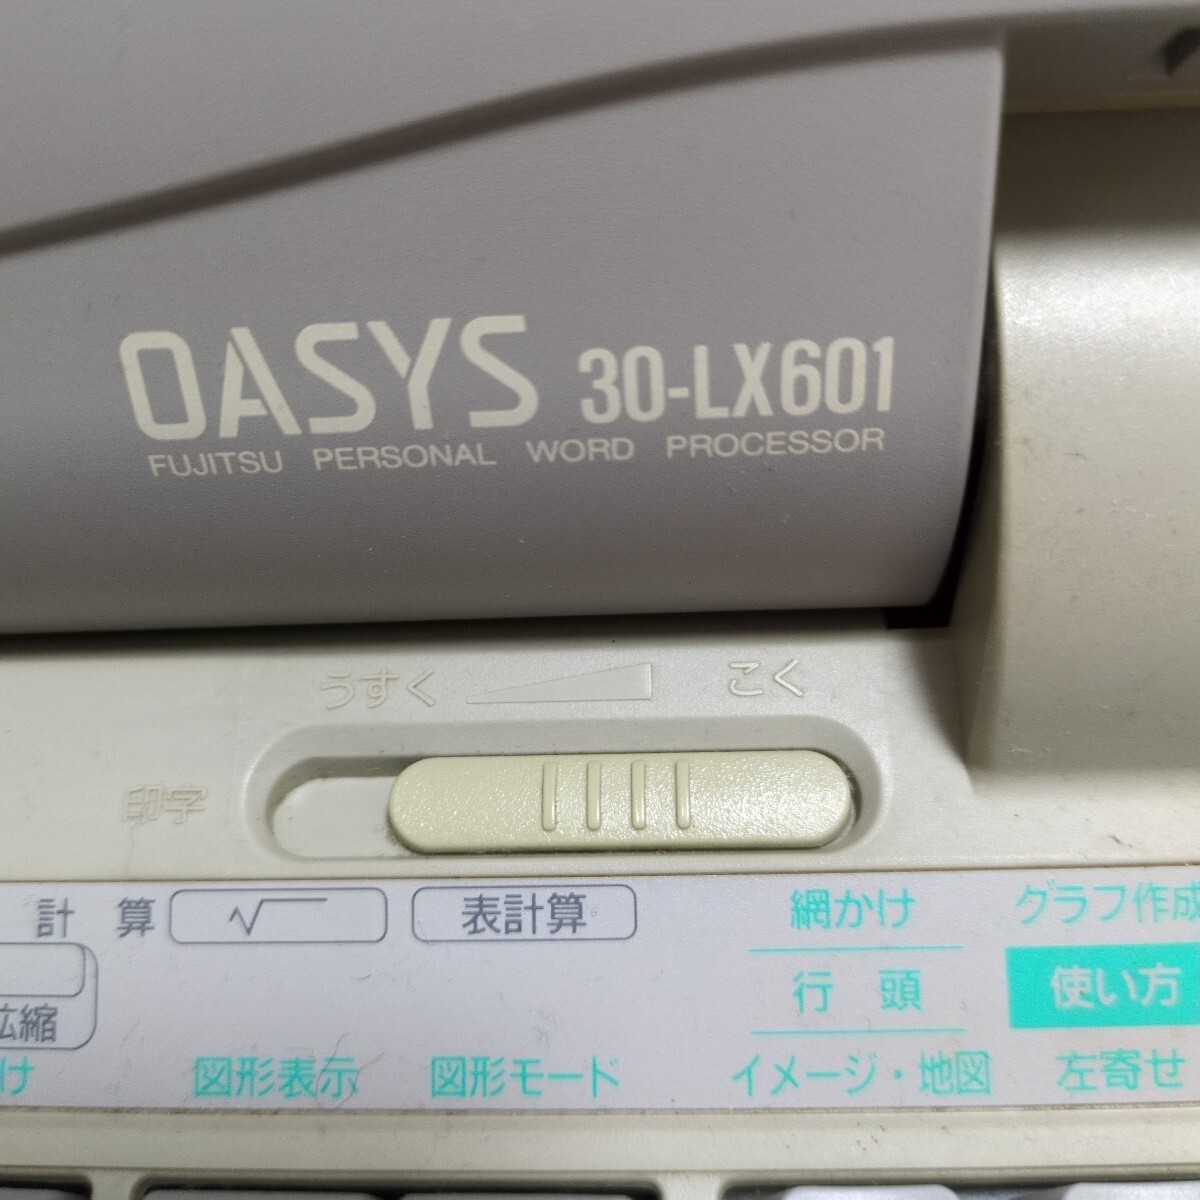 OASYS 30-LX601
FUJITSU PERSONAL WORD PROCESSOR
うすく こく
印字
計 算 √ 表計算 網かけ グラフ作成
行 頭 使い方
拡縮
け 図形表示 図形モード イメージ・地図 左寄せ